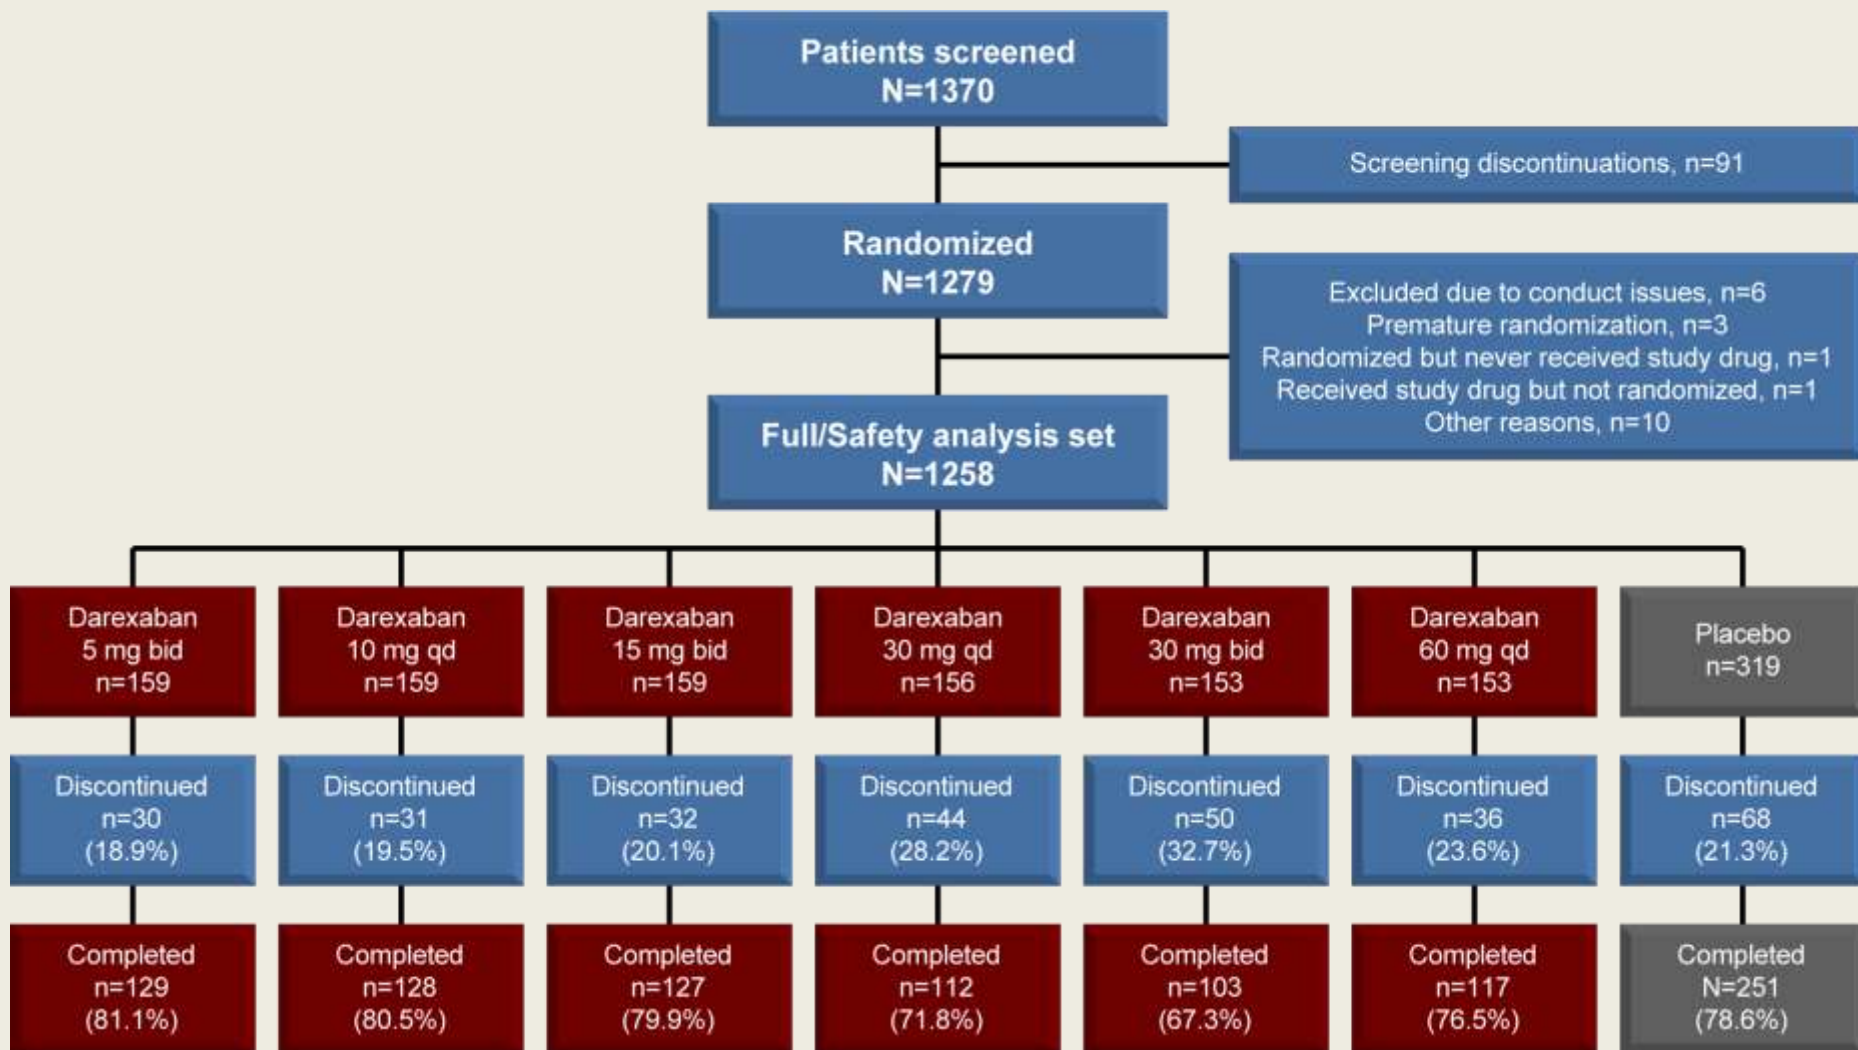 Patients screened
N=1370
Screening discontinuations, n=91
Randomized
N=1279
Excluded due to conduct issues, n=6
Premature randomization, n=3
Randomized but never received study drug, n=1
Received study drug but not randomized, n=1
Other reasons, n=10
Full/Safety analysis set
N=1258
Darexaban
5 mg bid
n=159
Darexaban
10 mg qd
n=159
Darexaban
15 mg bid
n=159
Darexaban
30 mg qd
n=156
Darexaban
30 mg bid
n=153
Darexaban
60 mg qd
n=153
Placebo
n=319
Discontinued
n=30
(18.9%)
Discontinued
n=31
(19.5%)
Discontinued
n=32
(20.1%)
Discontinued
n=44
(28.2%)
Discontinued
n=50
(32.7%)
Discontinued
n=36
(23.6%)
Discontinued
n=68
(21.3%)
Completed
n=129
(81.1%)
Completed
n=128
(80.5%)
Completed
n=127
(79.9%)
Completed
n=112
(71.8%)
Completed
n=103
(67.3%)
Completed
n=117
(76.5%)
Completed
N=251
(78.6%)